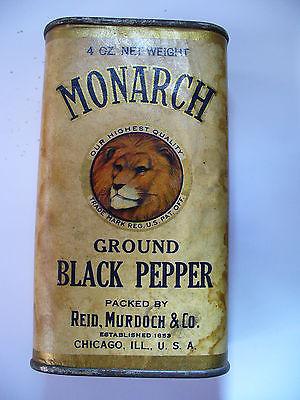 4 OZ. NET WEIGHT
MONARCH
OUR HIGHEST QUALITY
TRADE MARK REG. U.S. PAT. OFF.
GROUND
BLACK PEPPER
PACKED BY
REID, MURDOCH & CO.
ESTABLISHED 1853
CHICAGO, ILL., U. S. A.